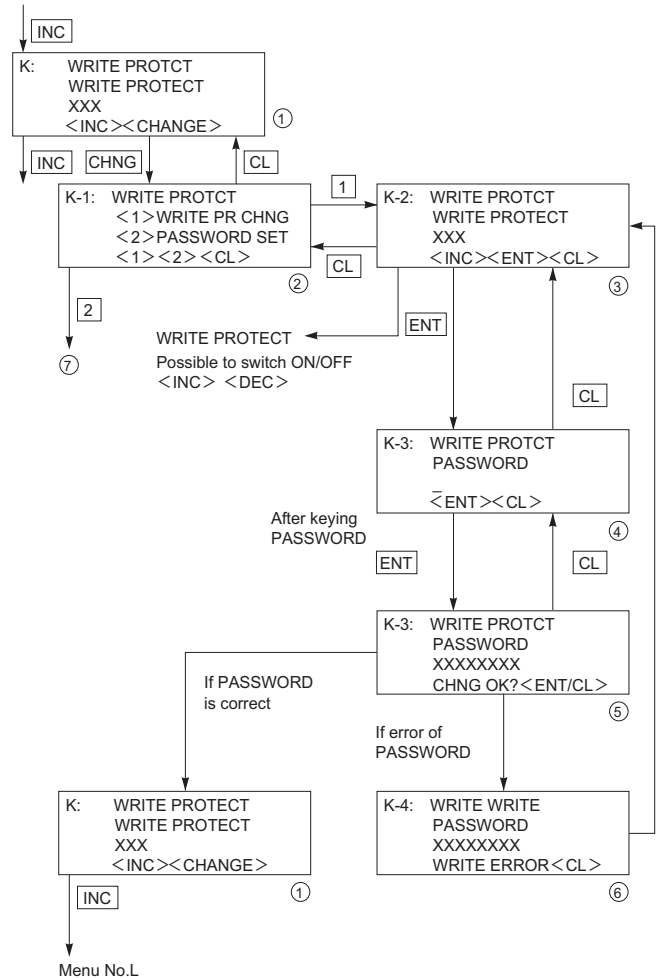 INC
K: WRITE PROTCT
WRITE PROTECT
XXX
<INC><CHANGE>
①
INC
CHNG
CL
K-1: WRITE PROTCT
<1>WRITE PR CHNG
<2>PASSWORD SET
<1><2><CL>
②
1
CL
K-2: WRITE PROTCT
WRITE PROTECT
XXX
<INC><ENT><CL>
③
2
⑦
ENT
WRITE PROTECT
Possible to switch ON/OFF
<INC> <DEC>
CL
K-3: WRITE PROTCT
PASSWORD
_
<ENT><CL>
④
After keying
PASSWORD
ENT
CL
K-3: WRITE PROTCT
PASSWORD
XXXXXXXX
CHNG OK?<ENT/CL>
⑤
If PASSWORD
is correct
If error of
PASSWORD
K: WRITE PROTECT
WRITE PROTECT
XXX
<INC><CHANGE>
①
K-4: WRITE WRITE
PASSWORD
XXXXXXXX
WRITE ERROR<CL>
⑥
INC
Menu No.L